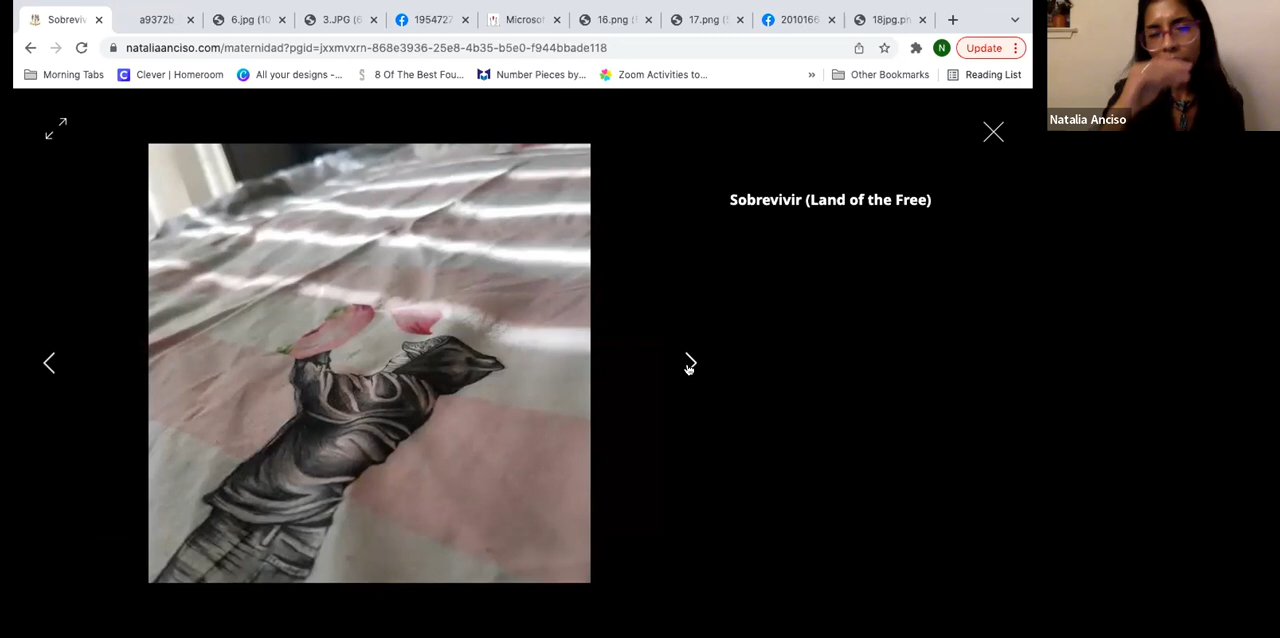 Sobreviv
a9372b
6.jpg (10
3.JPG (6
1954727
Microsof
16.png (
17.png (
2010166
18jpg.pn
nataliaanciso.com/maternidad?pgid=jxxmvxrn-868e3936-25e8-4b35-b5e0-f944bbade118
N
Update
Morning Tabs
Clever | Homeroom
All your designs -...
8 Of The Best Fou...
Number Pieces by...
Zoom Activities to...
»
Other Bookmarks
Reading List
Natalia Anciso
Sobrevivir (Land of the Free)